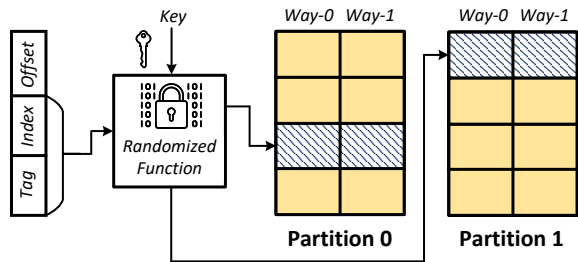 Key
Way-0 Way-1
Way-0 Way-1
Offset
Index
Tag
Randomized
Function
Partition 0
Partition 1